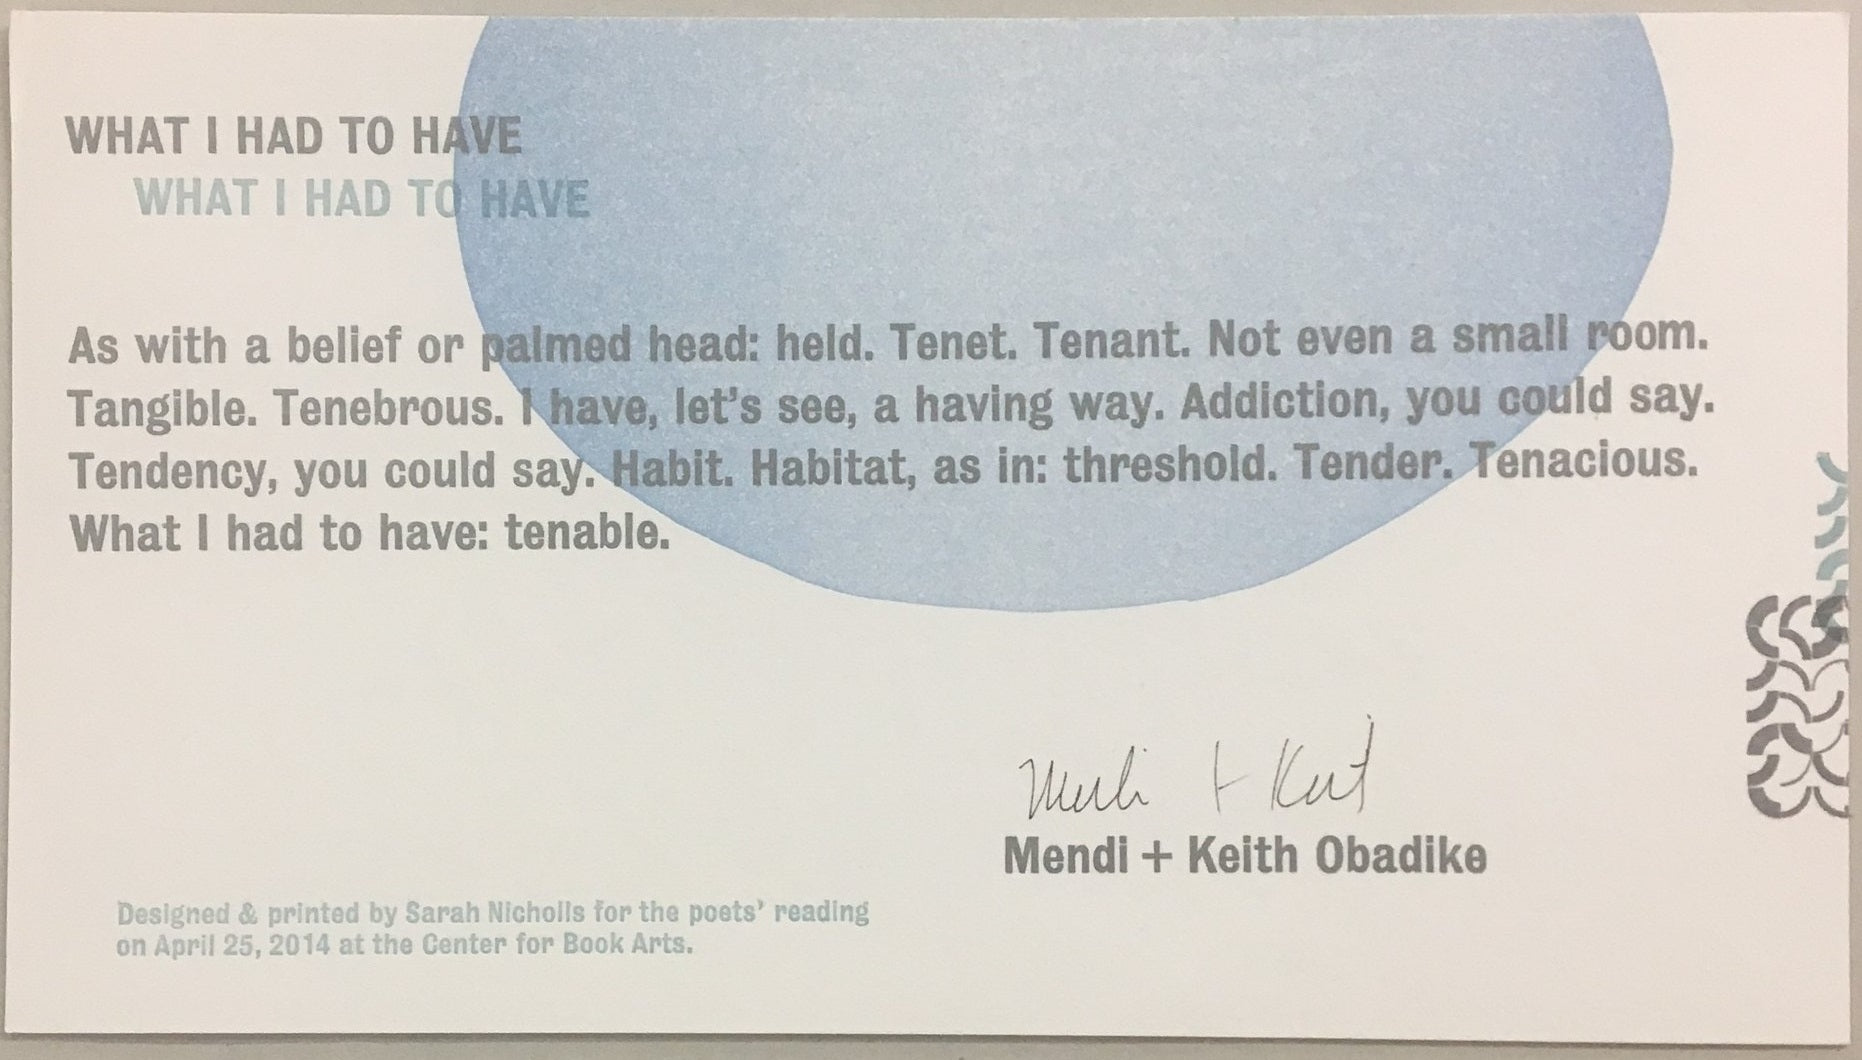 WHAT I HAD TO HAVE
WHAT I HAD TO HAVE
As with a belief or palmed head: held. Tenet. Tenant. Not even a small room.
Tangible. Tenebrous. I have, let's see, a having way. Addiction, you could say.
Tendency, you could say. Habit. Habitat, as in: threshold. Tender. Tenacious.
What I had to have: tenable.
Mendi + Keith
Mendi + Keith Obadike
Designed & printed by Sarah Nicholls for the poets' reading
on April 25, 2014 at the Center for Book Arts.